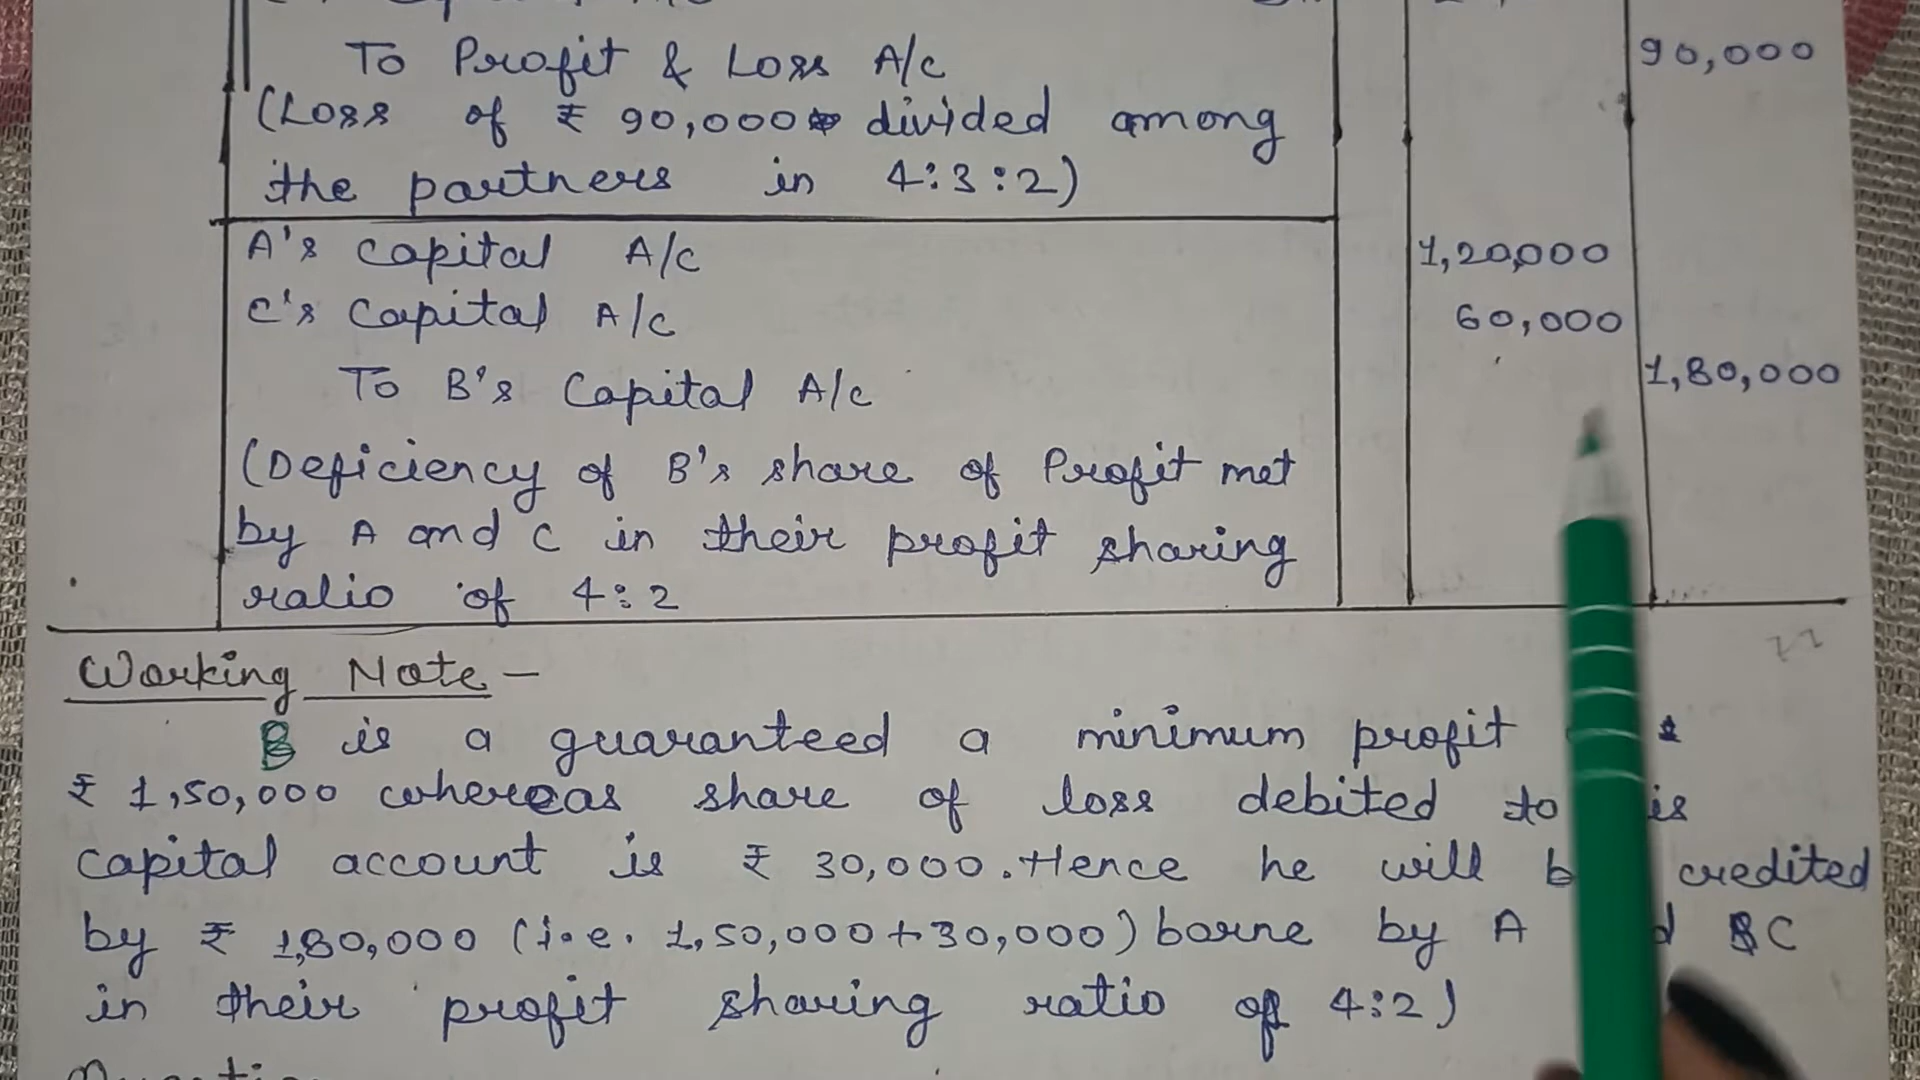 To Profit & Loss A/c 90,000
(Loss of ₹ 90,000 divided among
the partners in 4:3:2)
A's Capital A/c 1,20,000
C's Capital A/c 60,000
To B's Capital A/c 1,80,000
(Deficiency of B's share of Profit met
by A and C in their profit sharing
ratio of 4:2
Working Note -
B is a guaranteed a minimum profit
₹ 1,50,000 whereas share of loss debited to
capital account is ₹ 30,000. Hence he will credited
by ₹ 1,80,000 (i.e. 1,50,000 + 30,000) borne by A C
in their profit sharing ratio of 4:2)